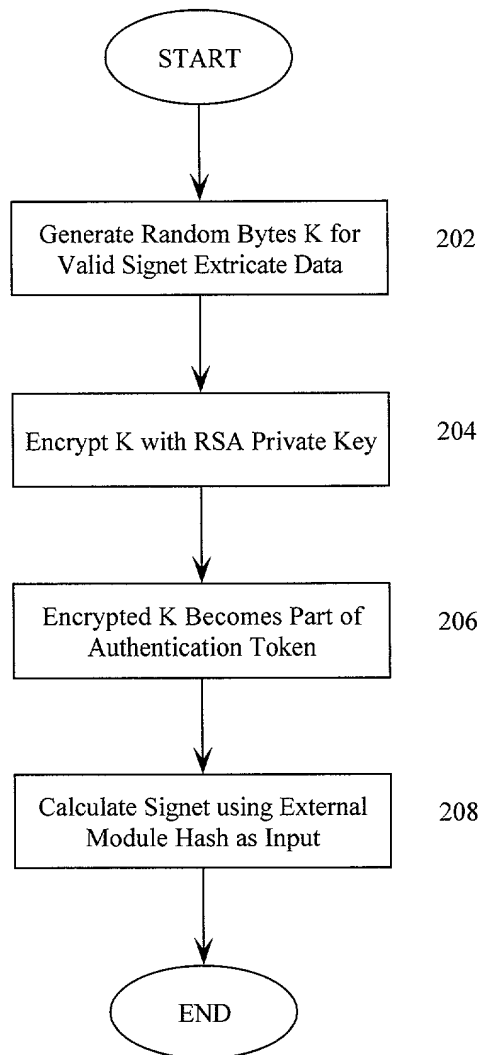 START
Generate Random Bytes K for
Valid Signet Extricate Data
202
Encrypt K with RSA Private Key
204
Encrypted K Becomes Part of
Authentication Token
206
Calculate Signet using External
Module Hash as Input
208
END